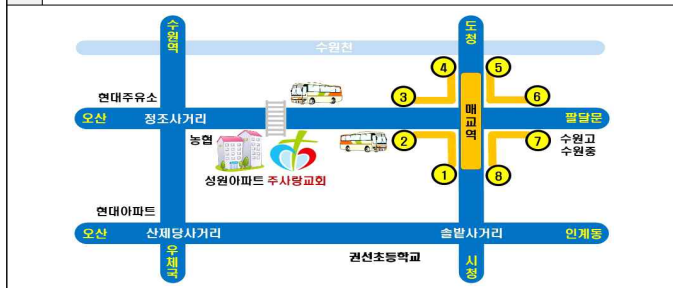 수원역
도청
수원천
4
5
현대주유소
3
6
오산
정조사거리
매교역
팔달문
농협
2
7
수원고
수원중
성원아파트
주사랑교회
1
8
현대아파트
오산
산제당사거리
솔밭사거리
인계동
우체국
권선초등학교
시청